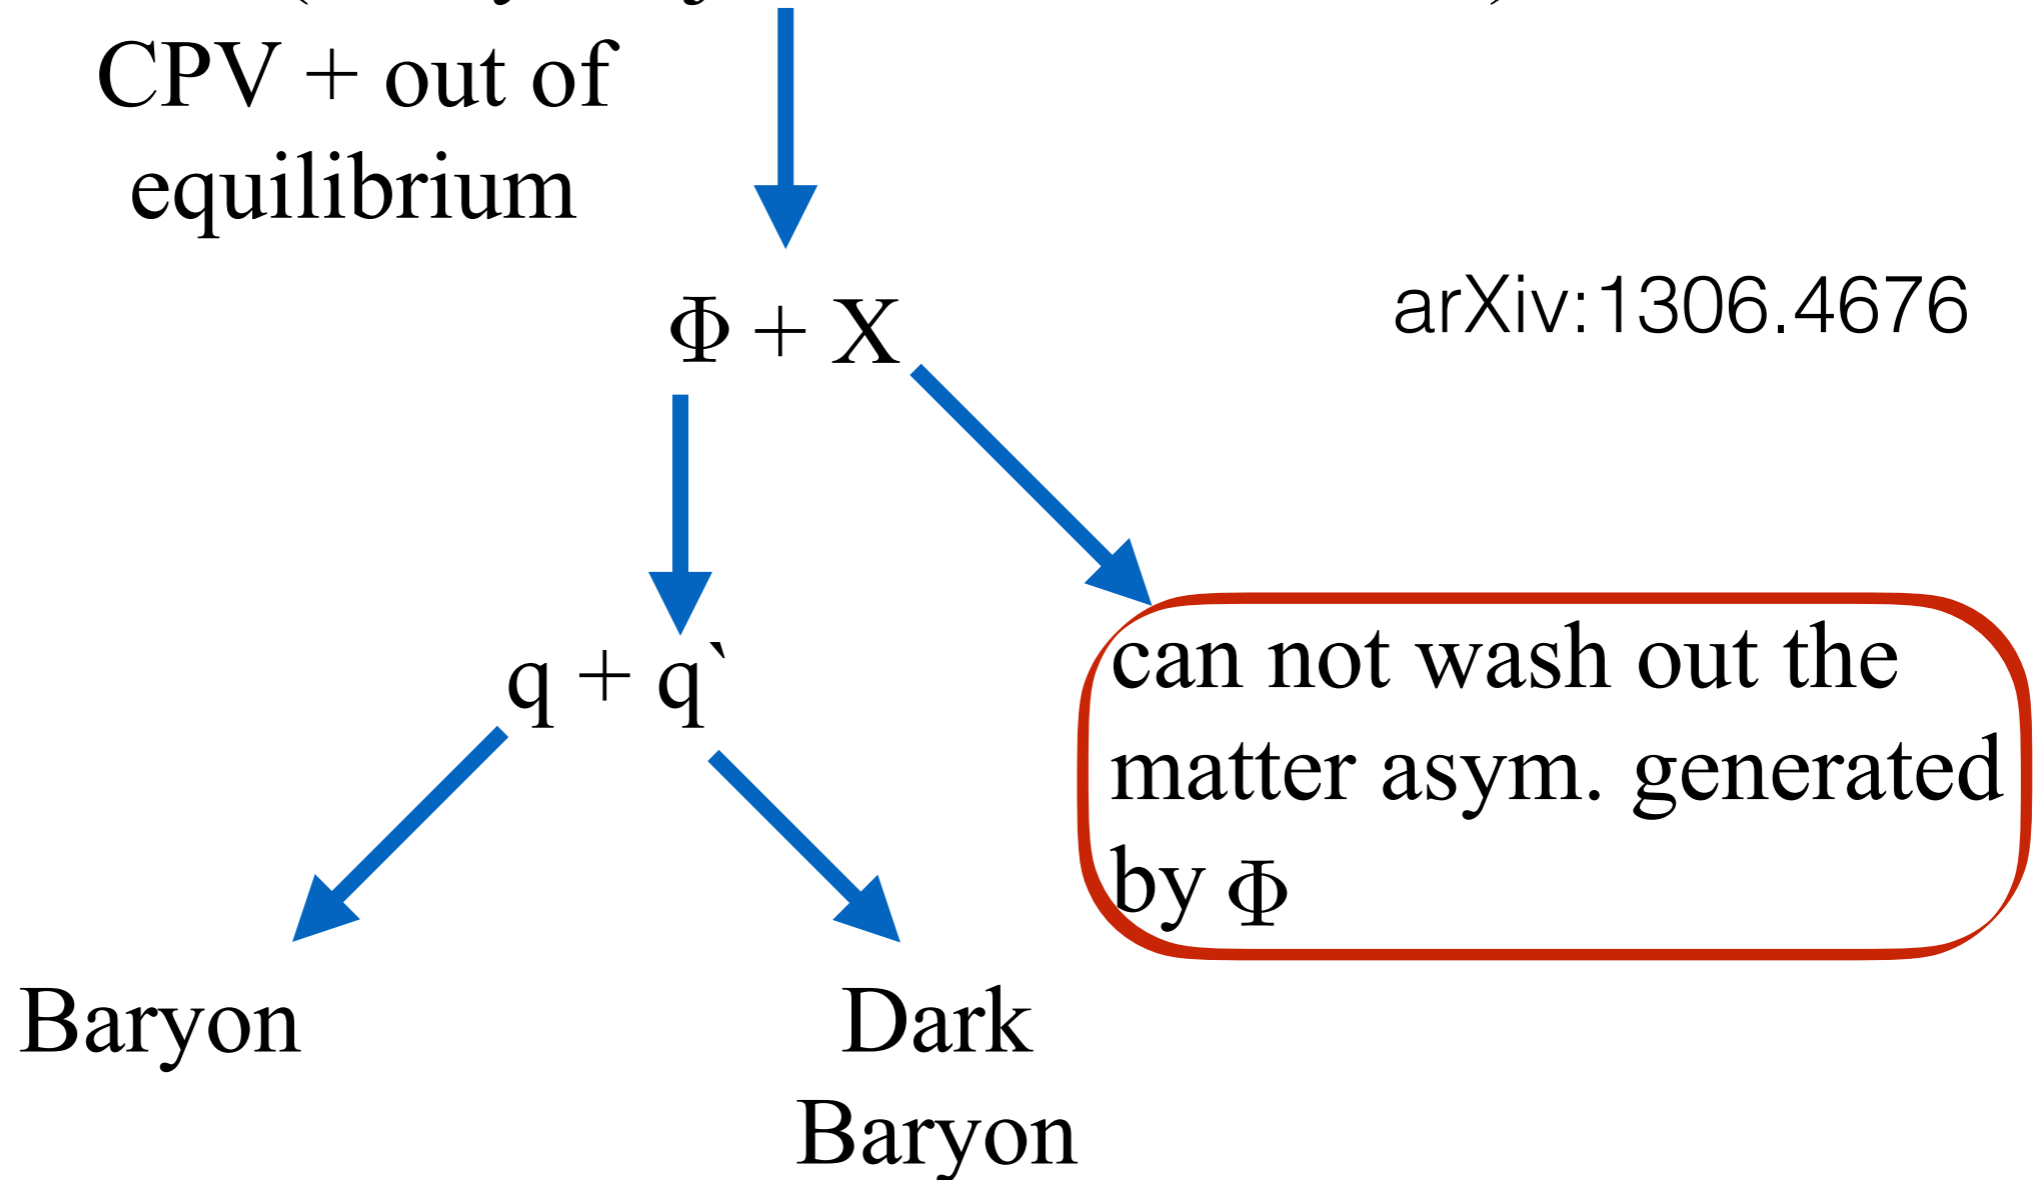 CPV + out of
equilibrium
Φ + X
arXiv:1306.4676
q + q`
can not wash out the
matter asym. generated
by Φ
Baryon
Dark
Baryon